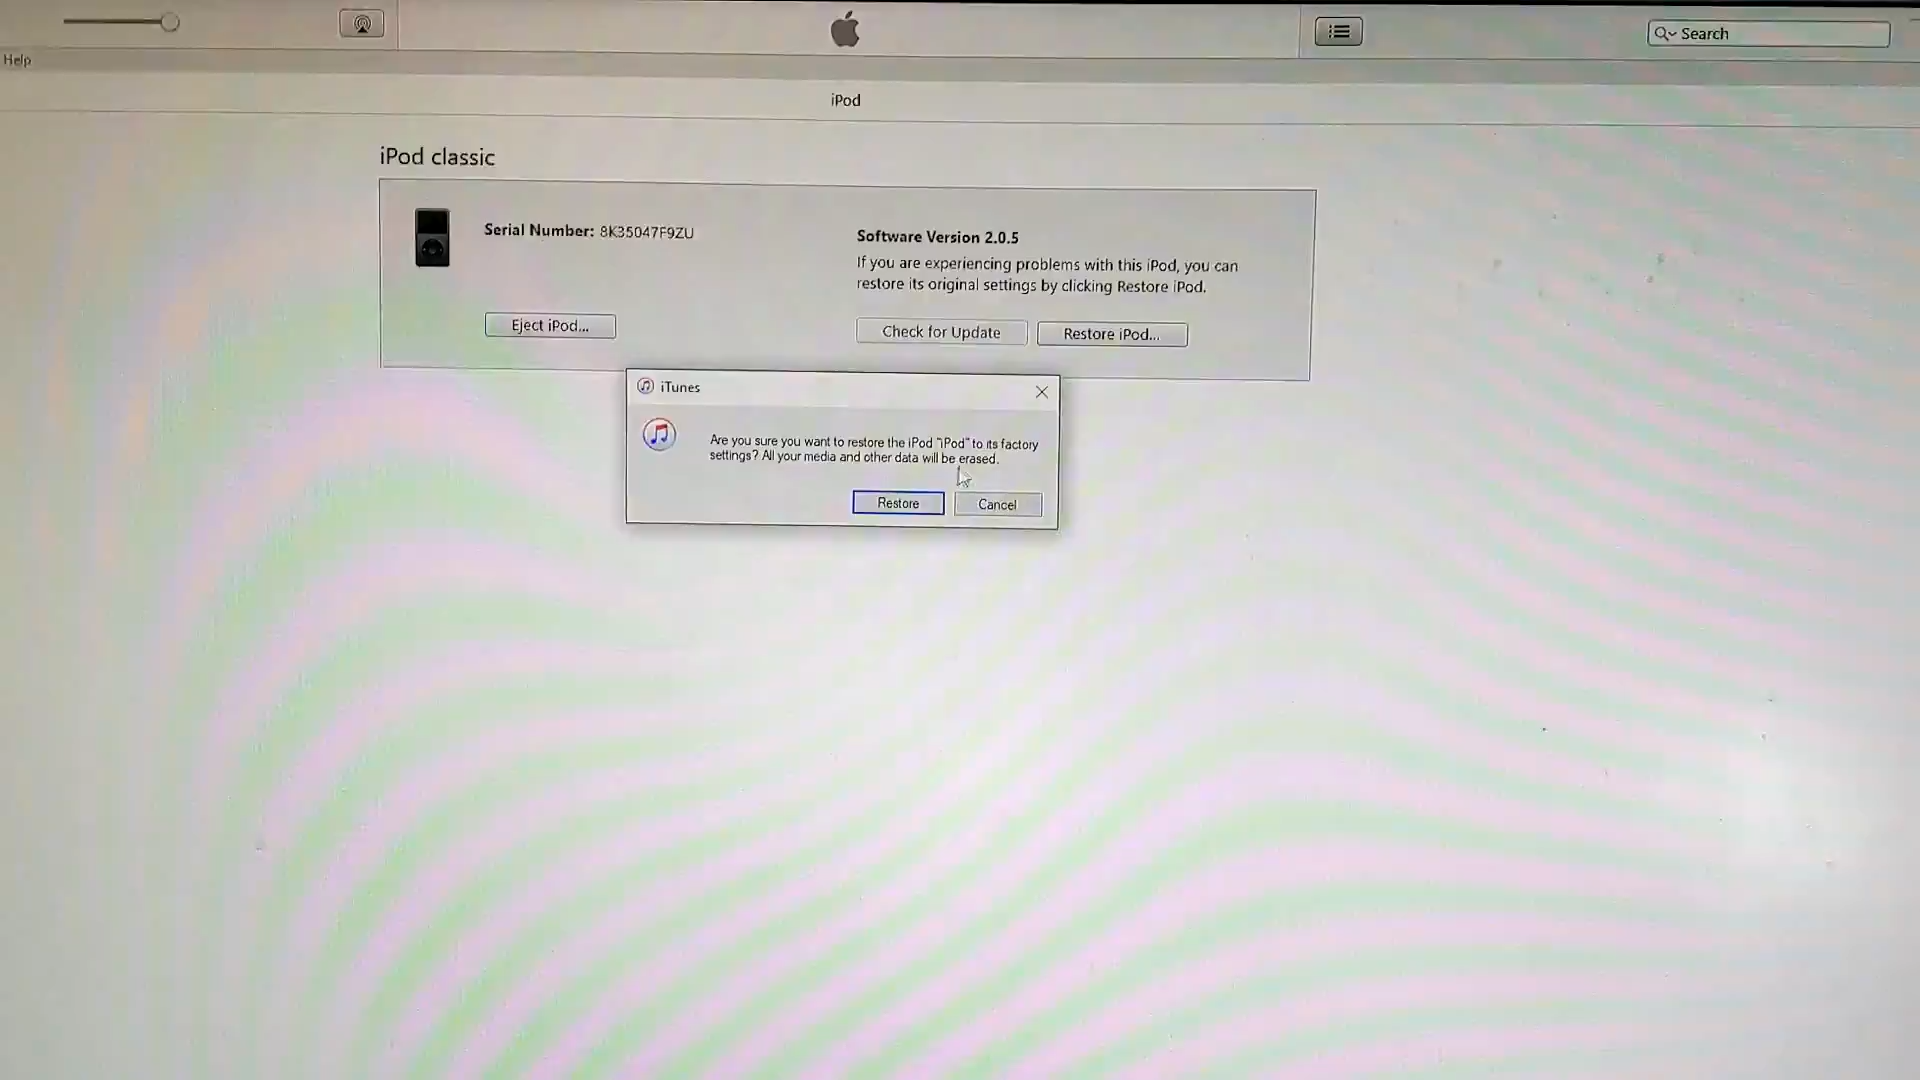 Search
Help
iPod
iPod classic
Serial Number: 8K35047F9ZU
Software Version 2.0.5
If you are experiencing problems with this iPod, you can
restore its original settings by clicking Restore iPod.
Eject iPod...
Check for Update
Restore iPod...
iTunes
Are you sure you want to restore the iPod "iPod" to its factory
settings? All your media and other data will be erased.
Restore
Cancel